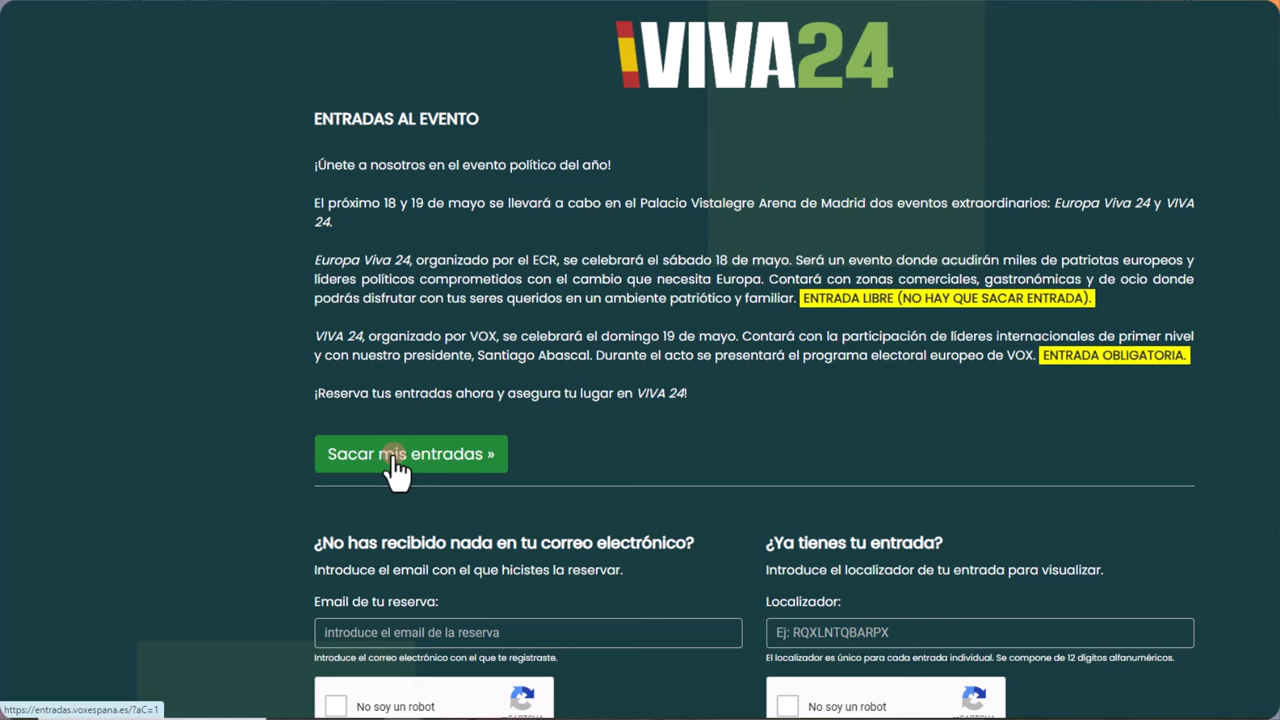 ¡VIVA24
ENTRADAS AL EVENTO
¡Únete a nosotros en el evento político del año!
El próximo 18 y 19 de mayo se llevará a cabo en el Palacio Vistalegre Arena de Madrid dos eventos extraordinarios: Europa Viva 24 y VIVA
24.
Europa Viva 24, organizado por el ECR, se celebrará el sábado 18 de mayo. Será un evento donde acudirán miles de patriotas europeos y
líderes políticos comprometidos con el cambio que necesita Europa. Contará con zonas comerciales, gastronómicas y de ocio donde
podrás disfrutar con tus seres queridos en un ambiente patriótico y familiar. ENTRADA LIBRE (NO HAY QUE SACAR ENTRADA).
VIVA 24, organizado por VOX, se celebrará el domingo 19 de mayo. Contará con la participación de líderes internacionales de primer nivel
y con nuestro presidente, Santiago Abascal. Durante el acto se presentará el programa electoral europeo de VOX. ENTRADA OBLIGATORIA.
¡Reserva tus entradas ahora y asegura tu lugar en VIVA 24!
Sacar mis entradas »
¿No has recibido nada en tu correo electrónico?
Introduce el email con el que hicistes la reservar.
Email de tu reserva:
introduce el email de la reserva
Introduce el correo electrónico con el que te registraste.
No soy un robot
¿Ya tienes tu entrada?
Introduce el localizador de tu entrada para visualizar.
Localizador:
Ej: RQXLNTQBARPX
El localizador es único para cada entrada individual. Se compone de 12 dígitos alfanuméricos.
No soy un robot
https://entradas.voxespana.es/?aC=1